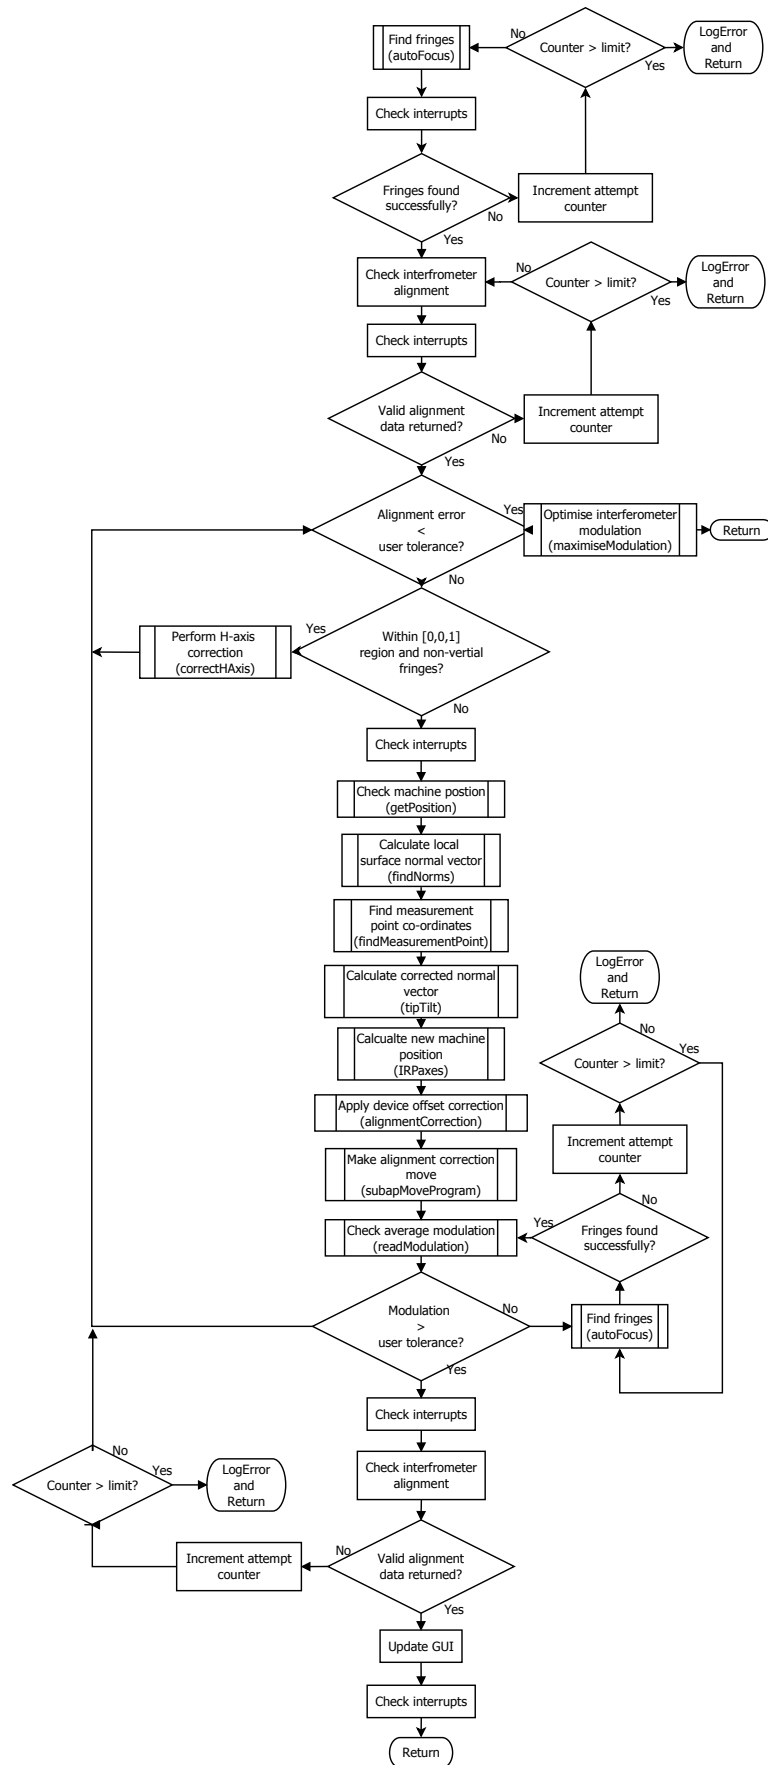 Find fringes
(autoFocus)
No
Counter > limit?
Yes
LogError
and
Return
Check interrupts
Fringes found
successfully?
No
Yes
Increment attempt
counter
Check interfrometer
alignment
No
Counter > limit?
Yes
LogError
and
Return
Check interrupts
Valid alignment
data returned?
No
Yes
Increment attempt
counter
Alignment error
<
user tolerance?
Yes
No
Optimise interferometer
modulation
(maximiseModulation)
Return
Perform H-axis
correction
(correctHAxis)
Yes
Within [0,0,1]
region and non-vertial
fringes?
No
Check interrupts
Check machine postion
(getPosition)
Calculate local
surface normal vector
(findNorms)
Find measurement
point co-ordinates
(findMeasurementPoint)
Calculate corrected normal
vector
(tipTilt)
Calcualte new machine
position
(IRPaxes)
Apply device offset correction
(alignmentCorrection)
Make alignment correction
move
(subapMoveProgram)
Check average modulation
(readModulation)
LogError
and
Return
No
Counter > limit?
Yes
Increment attempt
counter
No
Yes
Fringes found
successfully?
Find fringes
(autoFocus)
Modulation
>
user tolerance?
No
Yes
Check interrupts
Check interfrometer
alignment
No
Counter > limit?
Yes
LogError
and
Return
Increment attempt
counter
No
Valid alignment
data returned?
Yes
Update GUI
Check interrupts
Return